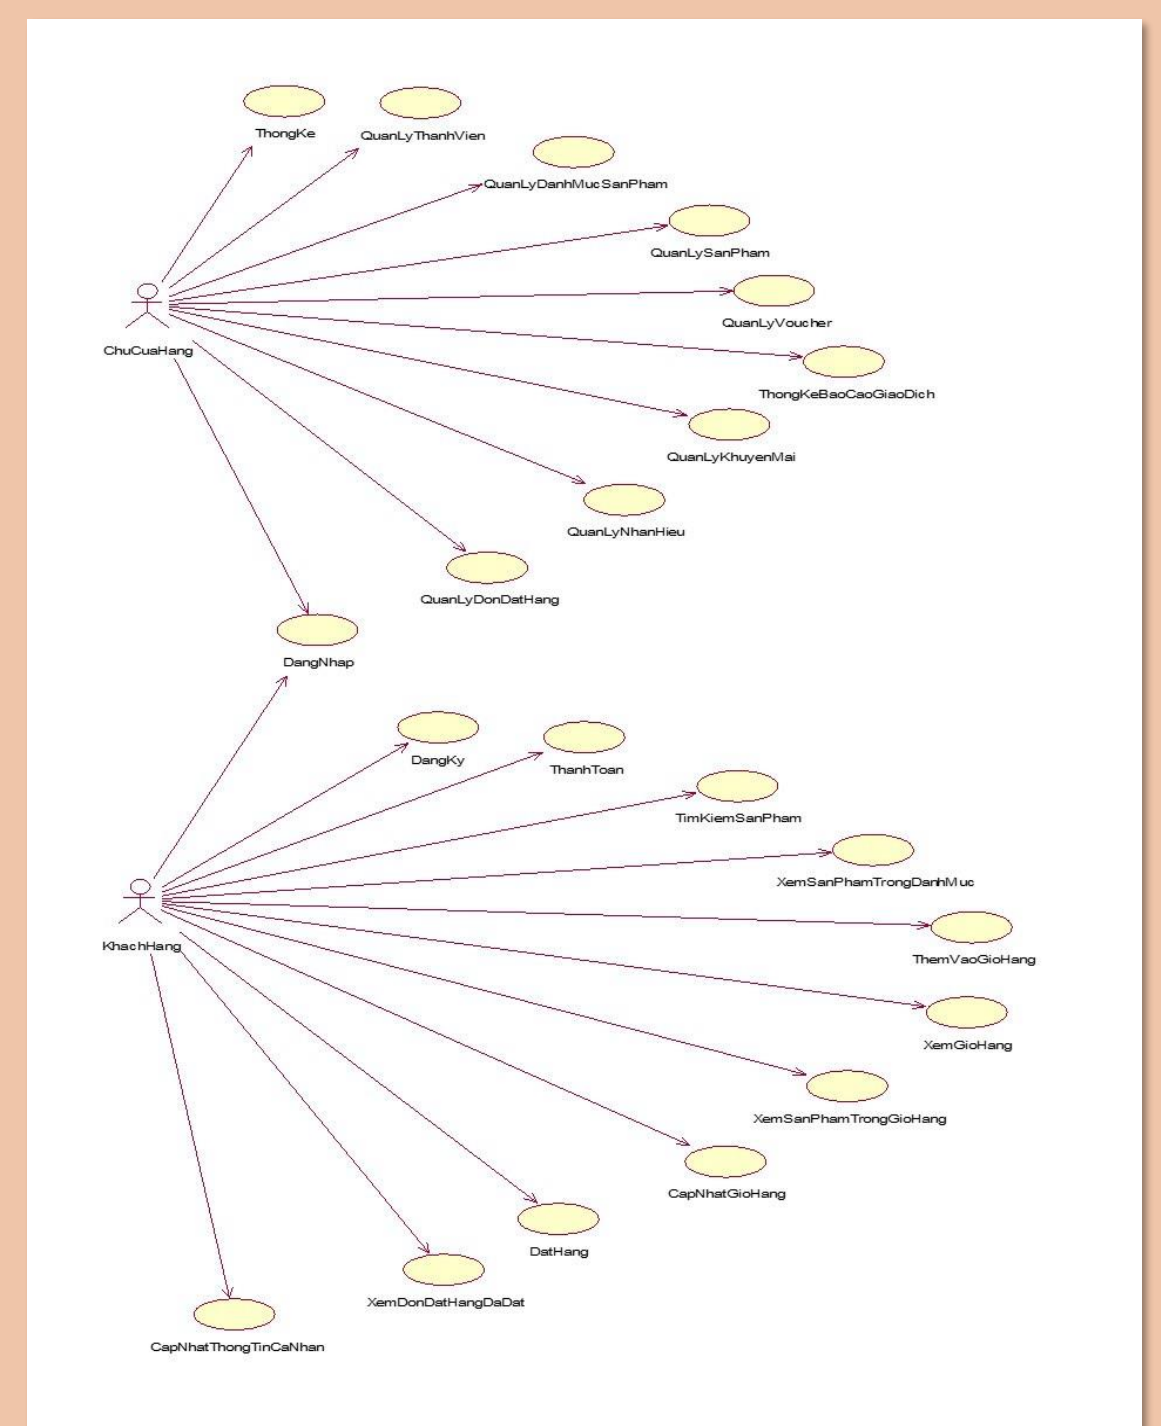 ThongKe
QuanLyThanhVien
QuanLyDanhMucSanPham
QuanLySanPham
QuanLyVoucher
ChuCuaHang
ThongKeBaoCaoGiaoDich
QuanLyKhuyenMai
QuanLyNhanHieu
QuanLyDonDatHang
DangNhap
DangKy
ThanhToan
TimKiemSanPham
XemSanPhamTrongDanhMuc
KhachHang
ThemVaoGioHang
XemGioHang
XemSanPhamTrongGioHang
CapNhatGioHang
DatHang
XemDonDatHangDaDat
CapNhatThongTinCaNhan